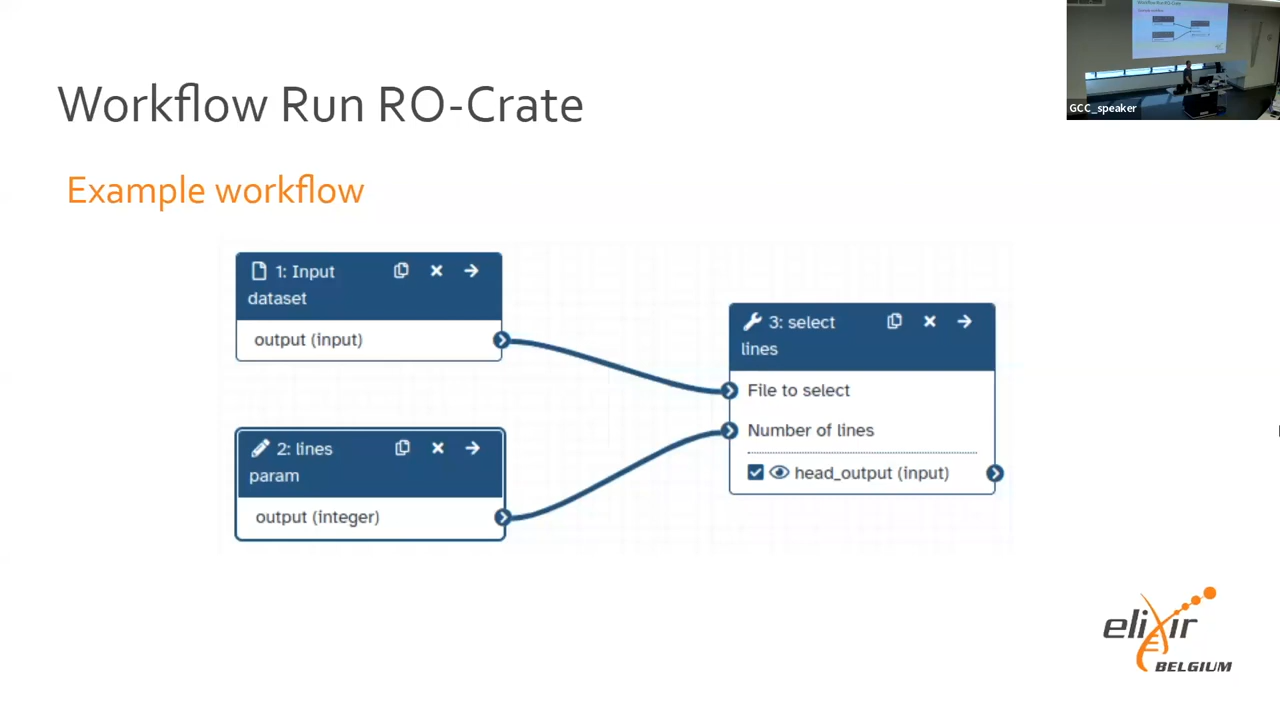 Workflow Run RO-Crate
GCC_speaker
Example workflow
1: Input
dataset
output (input)
2: lines
param
output (integer)
3: select
lines
File to select
Number of lines
head_output (input)
elixir
BELGIUM